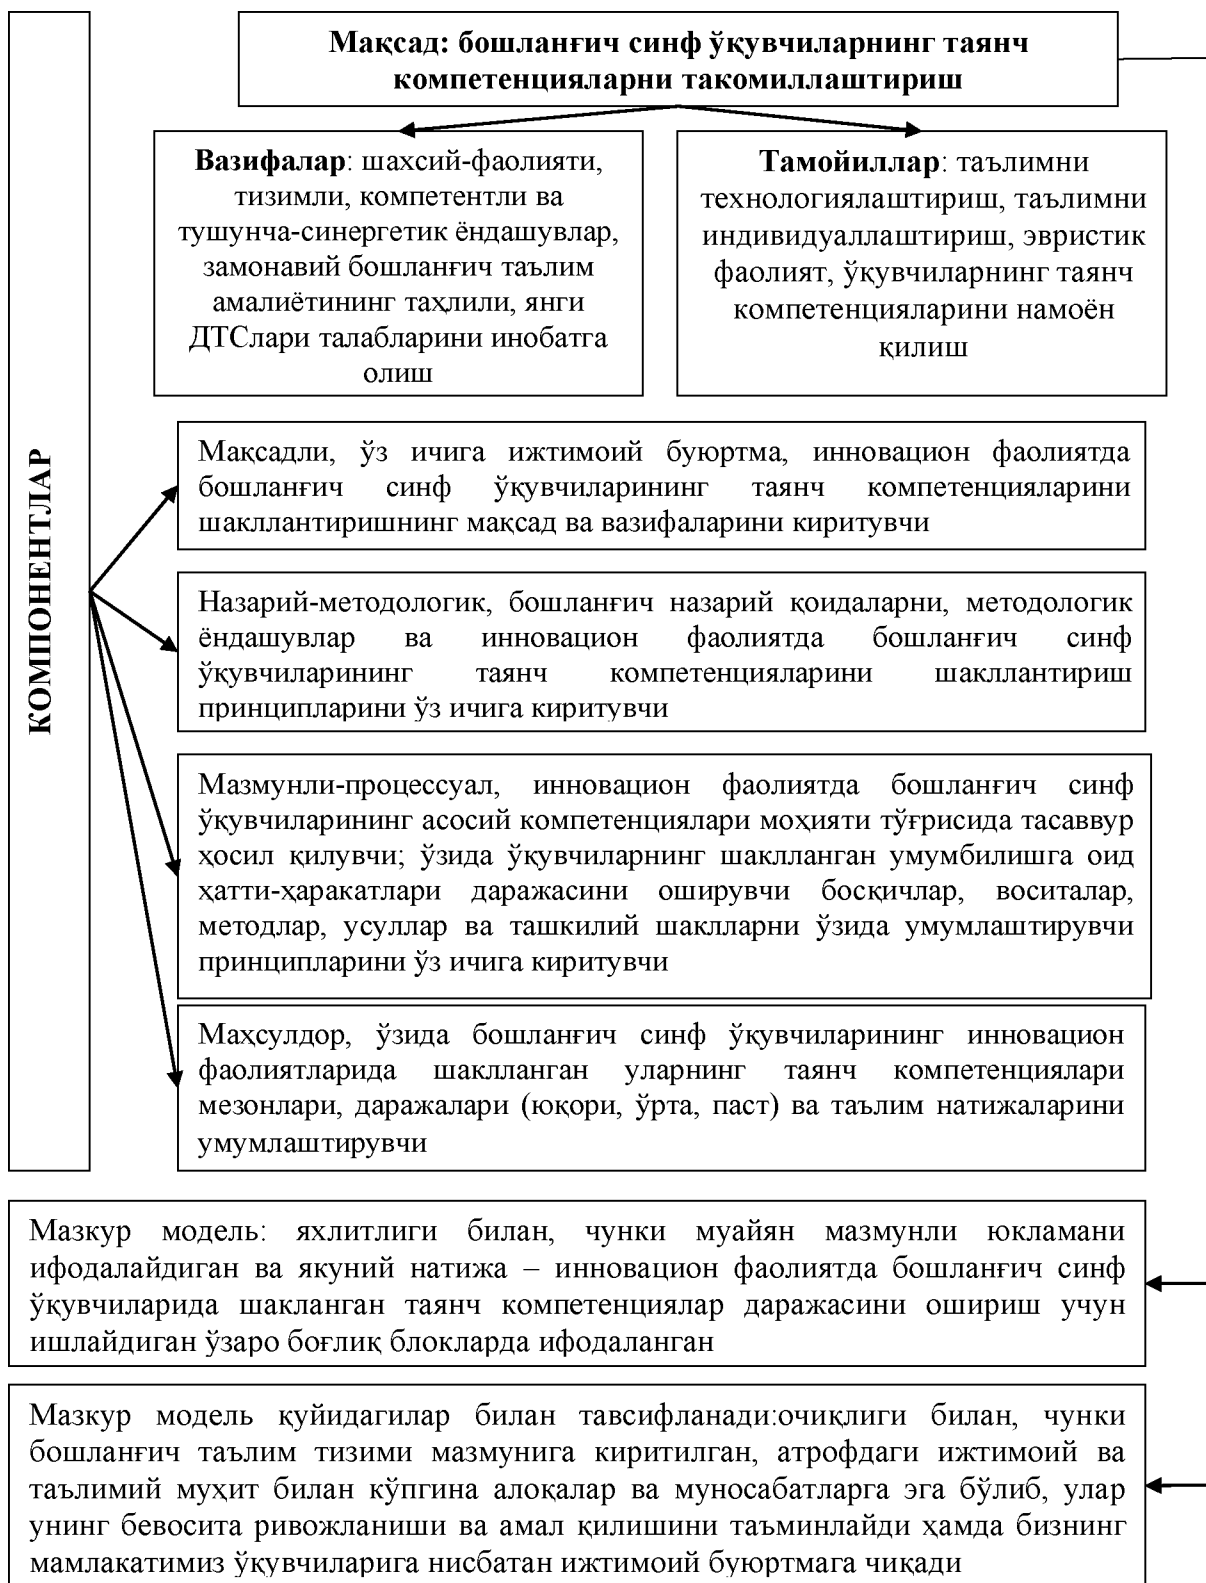 Мақсад: бошланғич синф ўқувчиларнинг таянч
компетенцияларни такомиллаштириш
Вазифалар: шахсий-фаолияти,
тизимли, компетентли ва
тушунча-синергетик ёндашувлар,
замонавий бошланғич таълим
амалиётининг таҳлили, янги
ДТСлари талабларини инобатга
олиш
Тамойиллар: таълимни
технологиялаштириш, таълимни
индивидуаллаштириш, эвристик
фаолият, ўқувчиларнинг таянч
компетенцияларини намоён
қилиш
КОМПОНЕНТЛАР
Мақсадли, ўз ичига ижтимоий буюртма, инновацион фаолиятда
бошланғич синф ўқувчиларининг таянч компетенцияларини
шакллантиришнинг мақсад ва вазифаларини киритувчи
Назарий-методологик, бошланғич назарий қоидаларни, методологик
ёндашувлар ва инновацион фаолиятда бошланғич синф
ўқувчиларининг таянч компетенцияларини шакллантириш
принципларини ўз ичига киритувчи
Мазмунли-процессуал, инновацион фаолиятда бошланғич синф
ўқувчиларининг асосий компетенциялари моҳияти тўғрисида тасаввур
ҳосил қилувчи; ўзида ўқувчиларнинг шаклланган умумбилишга оид
ҳатти-ҳаракатлари даражасини оширувчи босқичлар, воситалар,
методлар, усуллар ва ташкилий шаклларни ўзида умумлаштирувчи
принципларини ўз ичига киритувчи
Маҳсулдор, ўзида бошланғич синф ўқувчиларининг инновацион
фаолиятларида шаклланган уларнинг таянч компетенциялари
мезонлари, даражалари (юқори, ўрта, паст) ва таълим натижаларини
умумлаштирувчи
Мазкур модель: яхлитлиги билан, чунки муайян мазмунли юкламани
ифодалайдиган ва якуний натижа – инновацион фаолиятда бошланғич синф
ўқувчиларида шакланган таянч компетенциялар даражасини ошириш учун
ишлайдиган ўзаро боғлиқ блокларда ифодаланган
Мазкур модель қуйидагилар билан тавсифланади:очиқлиги билан, чунки
бошланғич таълим тизими мазмунига киритилган, атрофдаги ижтимоий ва
таълимий муҳит билан кўпгина алоқалар ва муносабатларга эга бўлиб, улар
унинг бевосита ривожланиши ва амал қилишини таъминлайди ҳамда бизнинг
мамлакатимиз ўқувчиларига нисбатан ижтимоий буюртмага чиқади